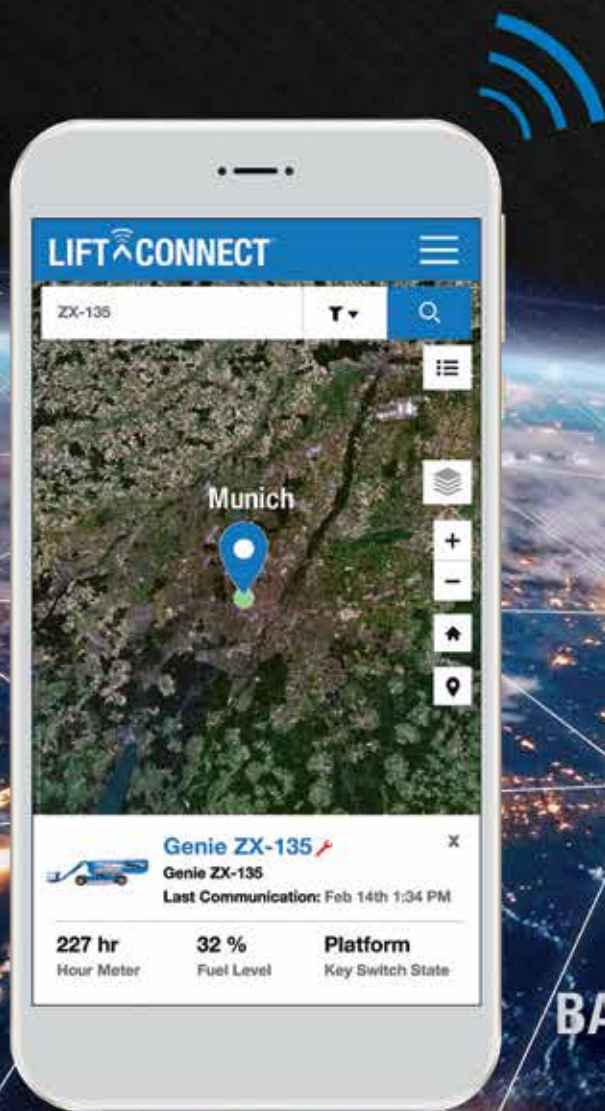 LIFT CONNECT
ZX-135
Munich
+
−
Genie ZX-135 x
Genie ZX-135
Last Communication: Feb 14th 1:34 PM
227 hr 32 % Platform
Hour Meter Fuel Level Key Switch State
BA